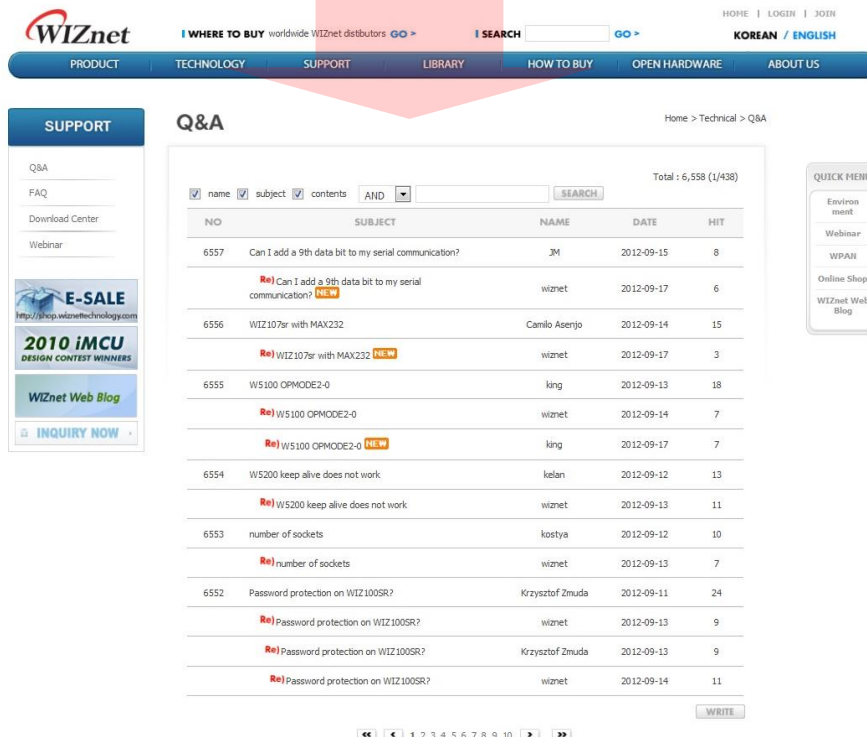 HOME | LOGIN | JOIN
WIZnet
WHERE TO BUY worldwide WIZnet distibutors GO >
SEARCH GO >
KOREAN / ENGLISH
PRODUCT TECHNOLOGY SUPPORT LIBRARY HOW TO BUY OPEN HARDWARE ABOUT US
SUPPORT
Q&A
FAQ
Download Center
Webinar
E-SALE
http://shop.wiznettechnology.com
2010 iMCU
DESIGN CONTEST WINNERS
WIZnet Web Blog
INQUIRY NOW
Q&A
Home > Technical > Q&A
Total : 6,558 (1/438)
name subject contents AND SEARCH
NO SUBJECT NAME DATE HIT
6557 Can I add a 9th data bit to my serial communication? JM 2012-09-15 8
Re) Can I add a 9th data bit to my serial
communication? NEW wiznet 2012-09-17 6
6556 WIZ107sr with MAX232 Camilo Asenjo 2012-09-14 15
Re) WIZ107sr with MAX232 NEW wiznet 2012-09-17 3
6555 W5100 OPMODE2-0 king 2012-09-13 18
Re) W5100 OPMODE2-0 wiznet 2012-09-14 7
Re) W5100 OPMODE2-0 NEW king 2012-09-17 7
6554 W5200 keep alive does not work kelan 2012-09-12 13
Re) W5200 keep alive does not work wiznet 2012-09-13 11
6553 number of sockets kostya 2012-09-12 10
Re) number of sockets wiznet 2012-09-13 7
6552 Password protection on WIZ100SR? Krzysztof Zmuda 2012-09-11 24
Re) Password protection on WIZ100SR? wiznet 2012-09-13 9
Re) Password protection on WIZ100SR? Krzysztof Zmuda 2012-09-13 9
Re) Password protection on WIZ100SR? wiznet 2012-09-14 11
WRITE
1 2 3 4 5 6 7 8 9 10
QUICK MENU
Environ
ment
Webinar
WPAN
Online Shop
WIZnet Web
Blog